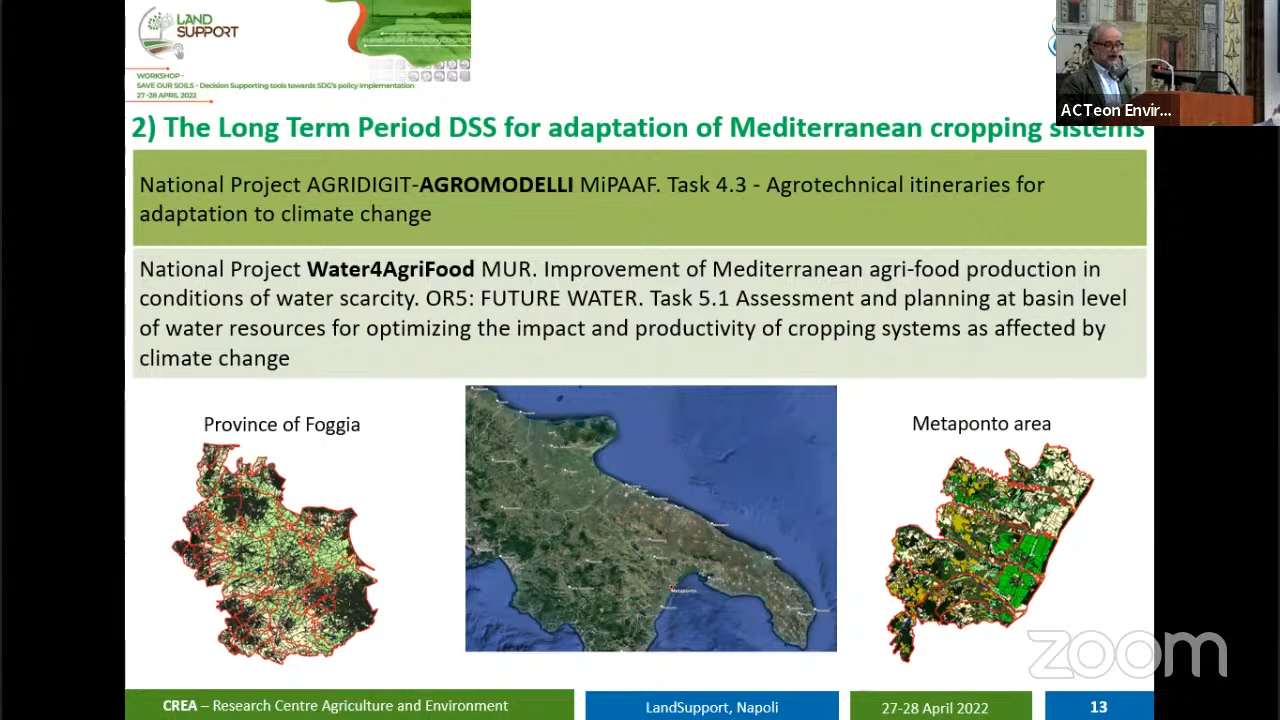 LAND
SUPPORT
WORKSHOP -
SAVE OUR SOILS - Decision Supporting tools towards SDG's policy implementation
27 -28 APRIL 2022
ACTeon Envir...
2) The Long Term Period DSS for adaptation of Mediterranean cropping sistems
National Project AGRIDIGIT-AGROMODELLI MiPAAF. Task 4.3 - Agrotechnical itineraries for
adaptation to climate change
National Project Water4AgriFood MUR. Improvement of Mediterranean agri-food production in
conditions of water scarcity. OR5: FUTURE WATER. Task 5.1 Assessment and planning at basin level
of water resources for optimizing the impact and productivity of cropping systems as affected by
climate change
Province of Foggia
Metaponto area
Metaponto
zoom
CREA – Research Centre Agriculture and Environment
LandSupport, Napoli
27-28 April 2022
13